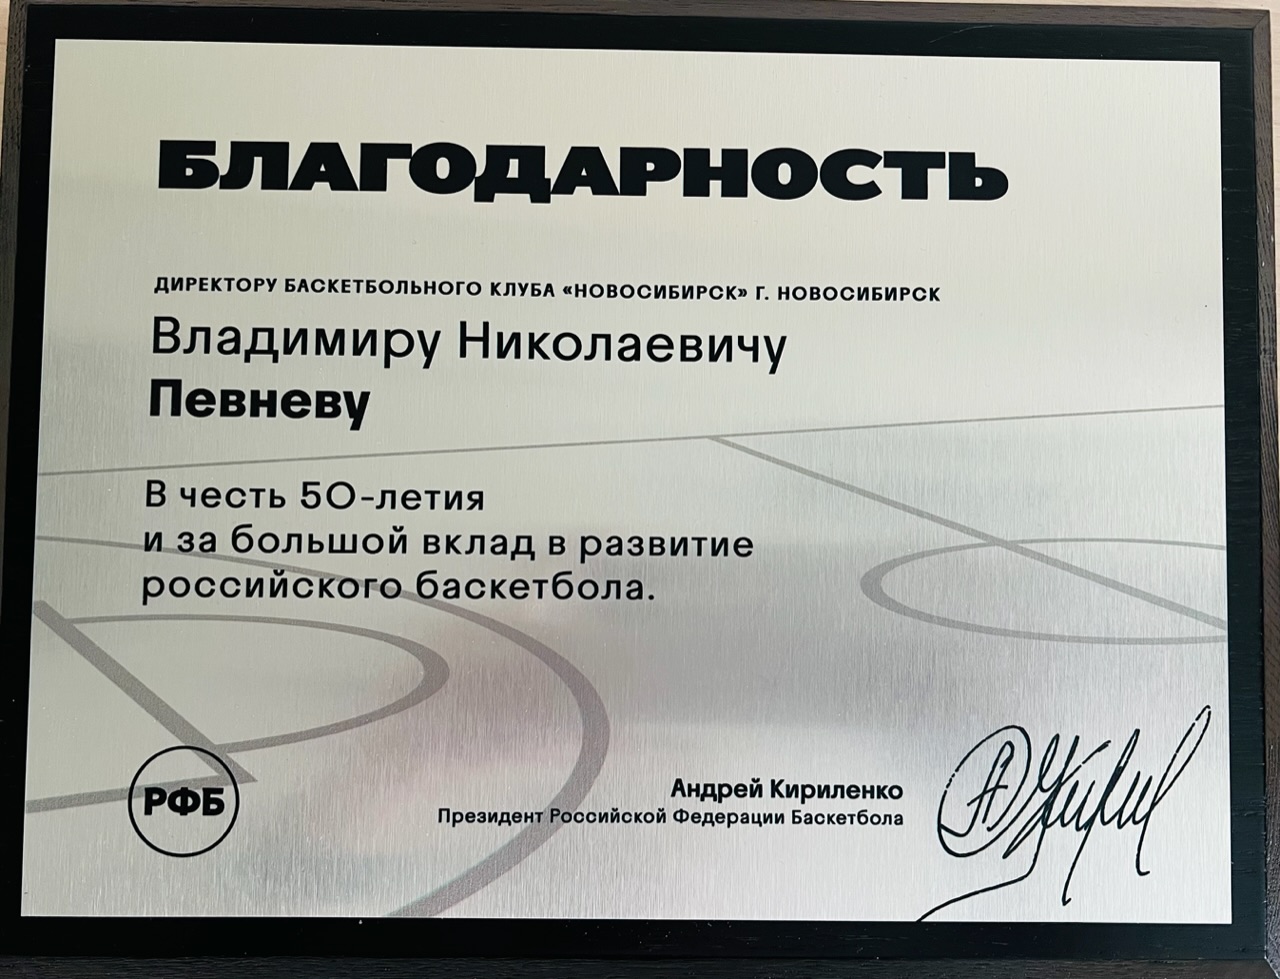 БЛАГОДАРНОСТЬ
ДИРЕКТОРУ БАСКЕТБОЛЬНОГО КЛУБА «НОВОСИБИРСК» Г. НОВОСИБИРСК
Владимиру Николаевичу
Певневу
В честь 50-летия
и за большой вклад в развитие
российского баскетбола.
РФБ
Андрей Кириленко
Президент Российской Федерации Баскетбола